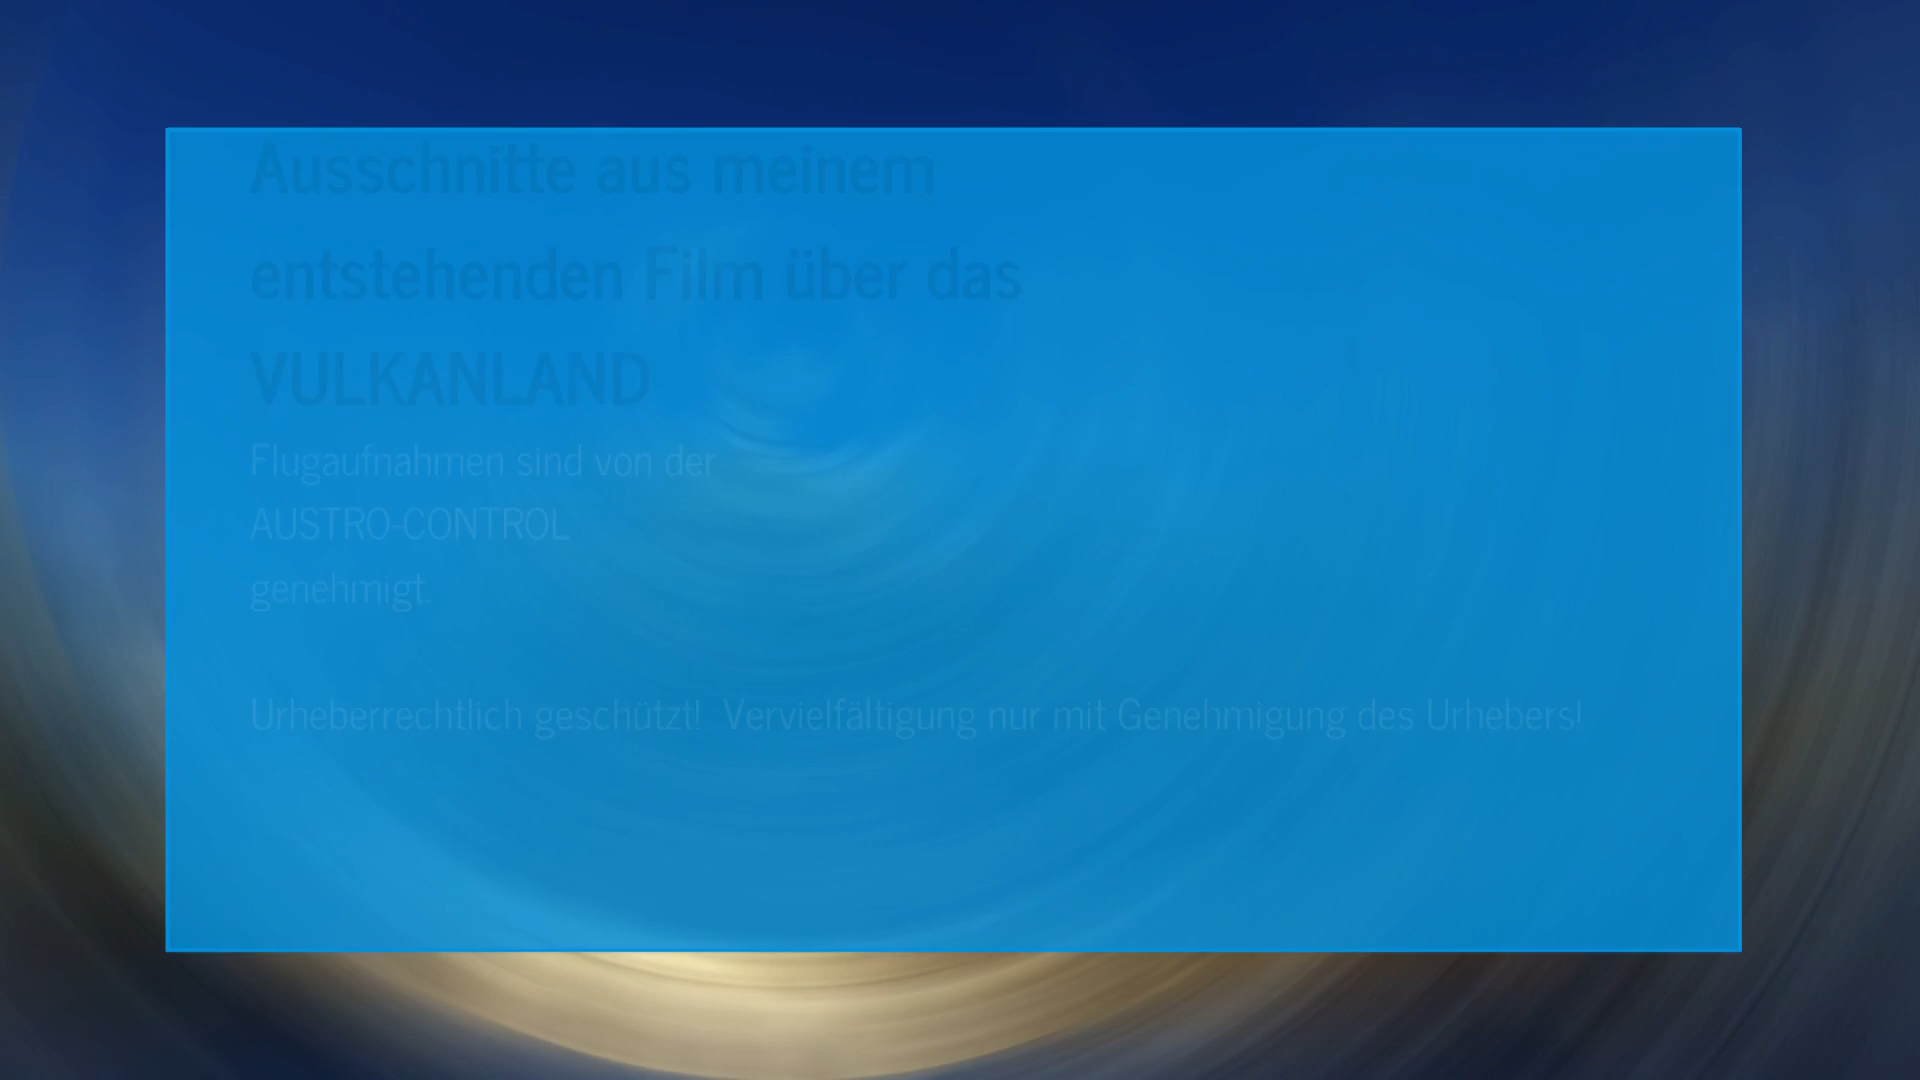 Ausschnitte aus meinem
entstehenden Film über das
VULKANLAND
Flugaufnahmen sind von der
AUSTRO-CONTROL
genehmigt.
Urheberrechtlich geschützt! Vervielfältigung nur mit Genehmigung des Urhebers!